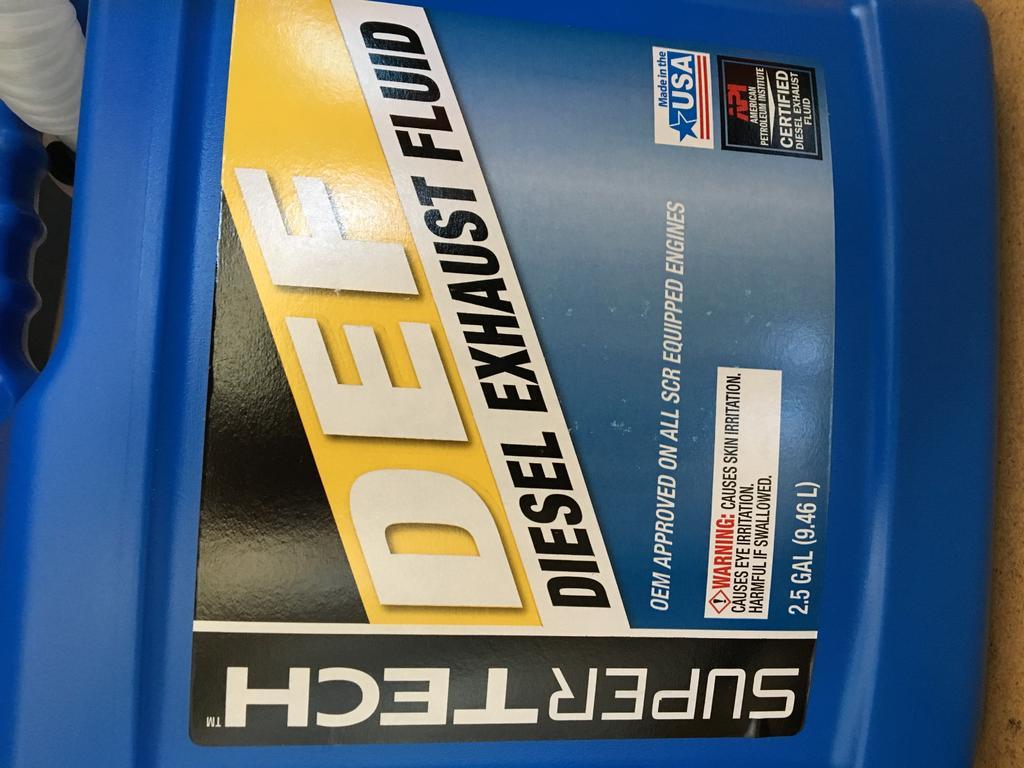 SUPERTECH™
DEF
DIESEL EXHAUST FLUID
OEM APPROVED ON ALL SCR EQUIPPED ENGINES
WARNING: CAUSES SKIN IRRITATION.
CAUSES EYE IRRITATION.
HARMFUL IF SWALLOWED.
2.5 GAL (9.46 L)
Made in the
USA
API
AMERICAN
PETROLEUM INSTITUTE
CERTIFIED
DIESEL EXHAUST
FLUID